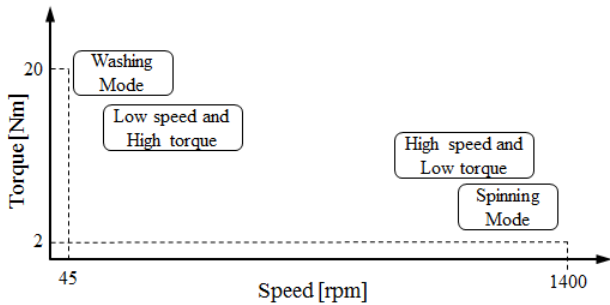 Torque [Nm]
20
Washing
Mode
Low speed and
High torque
High speed and
Low torque
Spinning
Mode
2
45
Speed [rpm]
1400